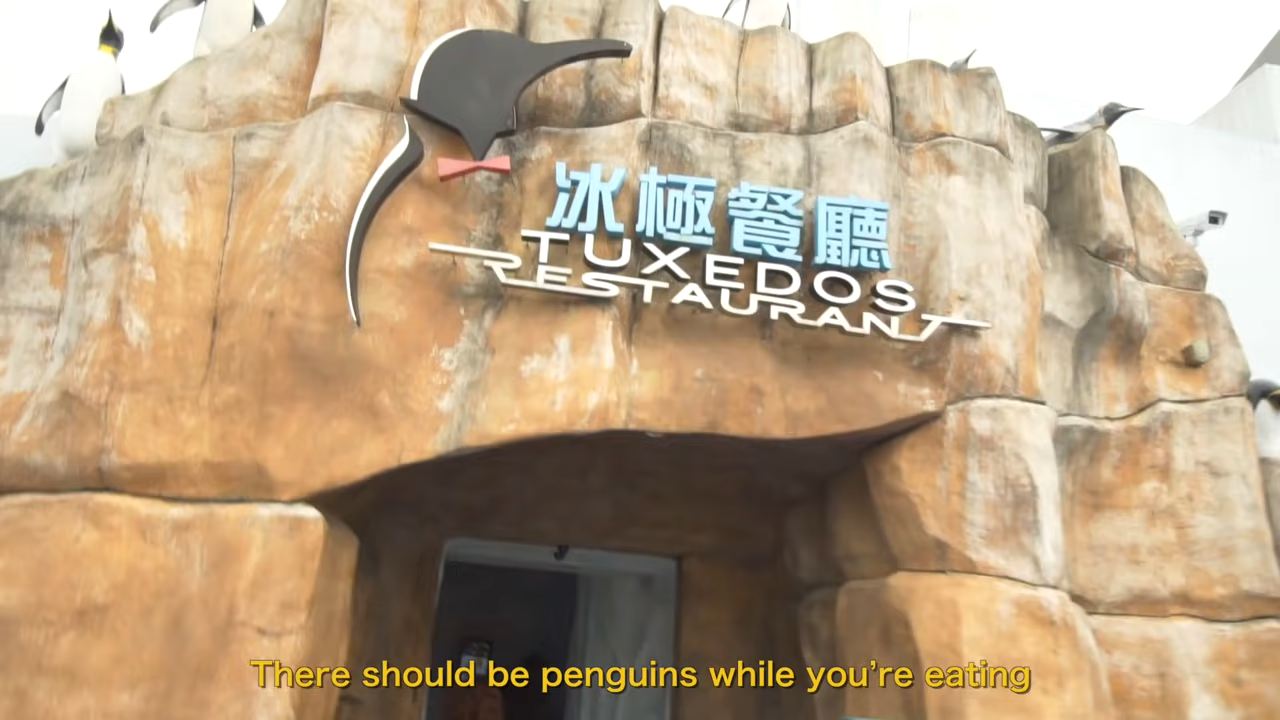 冰極餐廳
TUXEDOS
RESTAURANT
There should be penguins while you're eating